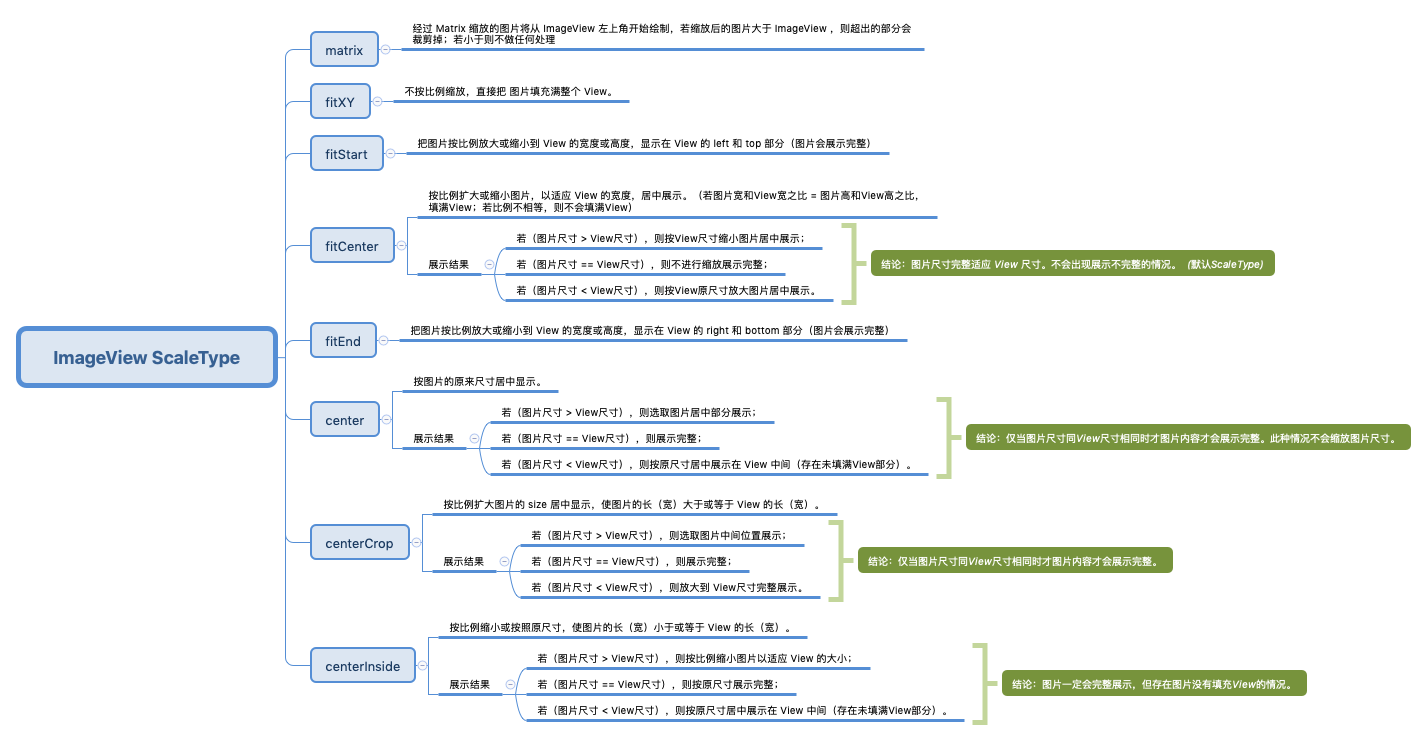 ImageView ScaleType
matrix
经过 Matrix 缩放的图片将从 ImageView 左上角开始绘制，若缩放后的图片大于 ImageView ，则超出的部分会
裁剪掉；若小于则不做任何处理
fitXY
不按比例缩放，直接把 图片填充满整个 View。
fitStart
把图片按比例放大或缩小到 View 的宽度或高度，显示在 View 的 left 和 top 部分（图片会展示完整）
fitCenter
按比例扩大或缩小图片，以适应 View 的宽度，居中展示。（若图片宽和View宽之比 = 图片高和View高之比，
填满View；若比例不相等，则不会填满View）
展示结果
若（图片尺寸 > View尺寸），则按View尺寸缩小图片居中展示；
若（图片尺寸 == View尺寸），则不进行缩放展示完整；
若（图片尺寸 < View尺寸），则按View原尺寸放大图片居中展示。
结论：图片尺寸完整适应 View 尺寸。不会出现展示不完整的情况。（默认ScaleType）
fitEnd
把图片按比例放大或缩小到 View 的宽度或高度，显示在 View 的 right 和 bottom 部分（图片会展示完整）
center
按图片的原来尺寸居中显示。
展示结果
若（图片尺寸 > View尺寸），则选取图片居中部分展示；
若（图片尺寸 == View尺寸），则展示完整；
若（图片尺寸 < View尺寸），则按原尺寸居中展示在 View 中间（存在未填满View部分）。
结论：仅当图片尺寸同View尺寸相同时才图片内容才会展示完整。此种情况不会缩放图片尺寸。
centerCrop
按比例扩大图片的 size 居中显示，使图片的长（宽）大于或等于 View 的长（宽）。
展示结果
若（图片尺寸 > View尺寸），则选取图片中间位置展示；
若（图片尺寸 == View尺寸），则展示完整；
若（图片尺寸 < View尺寸），则放大到 View尺寸完整展示。
结论：仅当图片尺寸同View尺寸相同时才图片内容才会展示完整。
centerInside
按比例缩小或按照原尺寸，使图片的长（宽）小于或等于 View 的长（宽）。
展示结果
若（图片尺寸 > View尺寸），则按比例缩小图片以适应 View 的大小；
若（图片尺寸 == View尺寸），则按原尺寸展示完整；
若（图片尺寸 < View尺寸），则按原尺寸居中展示在 View 中间（存在未填满View部分）。
结论：图片一定会完整展示，但存在图片没有填充View的情况。